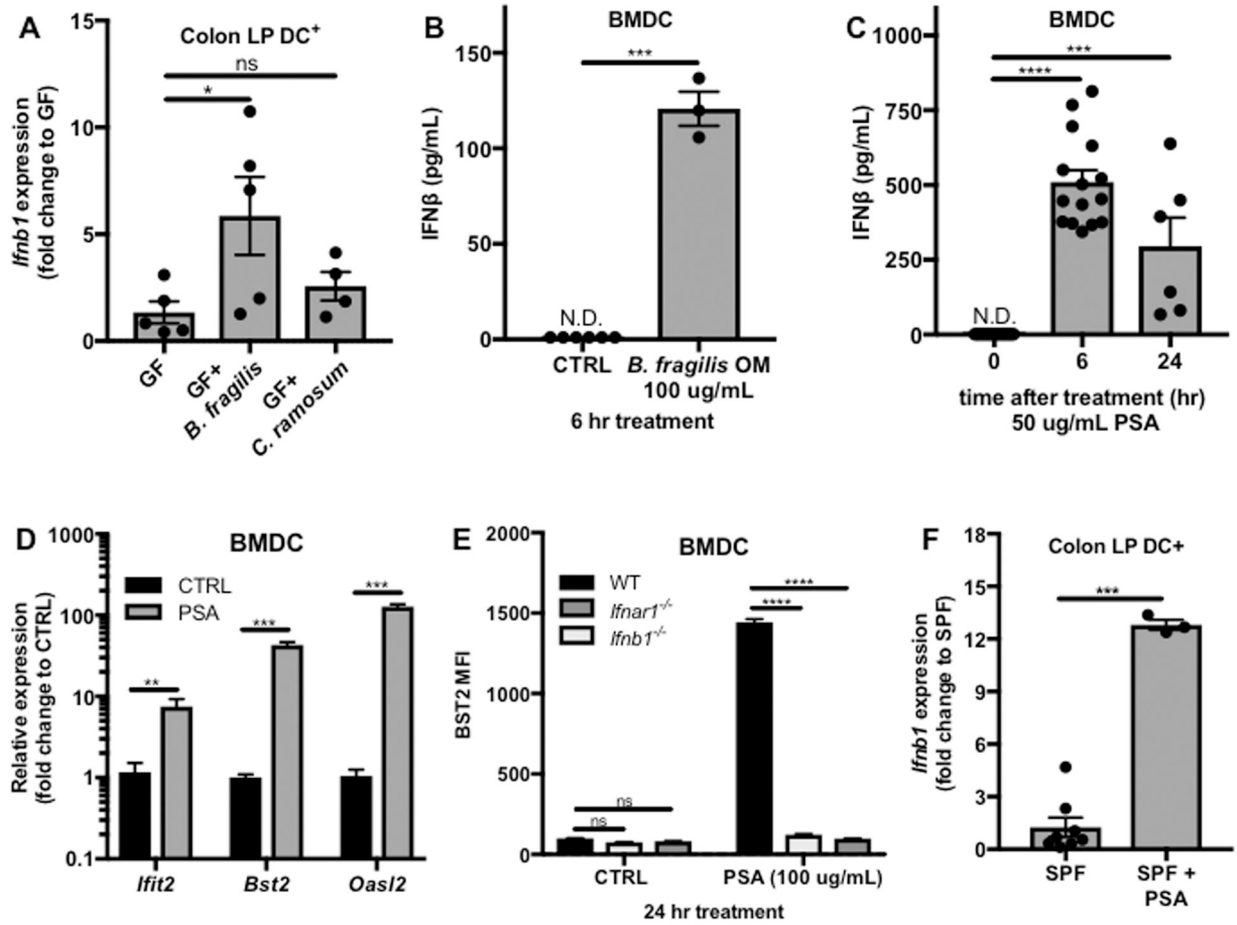 A
Colon LP DC+
Ifnb1 expression
(fold change to GF)
15
10
5
0
ns
*
GF
GF+
B. fragilis
GF+
C. ramosum
B
BMDC
IFNβ (pg/mL)
150
100
50
0
***
N.D.
CTRL
B. fragilis OM
100 ug/mL
6 hr treatment
C
BMDC
IFNβ (pg/mL)
1000
750
500
250
0
***
****
N.D.
0 6 24
time after treatment (hr)
50 ug/mL PSA
D
BMDC
Relative expression
(fold change to CTRL)
1000
100
10
1
0.1
CTRL
PSA
**
***
***
Ifit2 Bst2 Oasl2
E
BMDC
BST2 MFI
2000
1500
1000
500
0
WT
Ifnar1-/-
Ifnb1-/-
****
****
ns
ns
CTRL PSA (100 ug/mL)
24 hr treatment
F
Colon LP DC+
Ifnb1 expression
(fold change to SPF)
18
15
12
9
6
3
0
***
SPF
SPF +
PSA